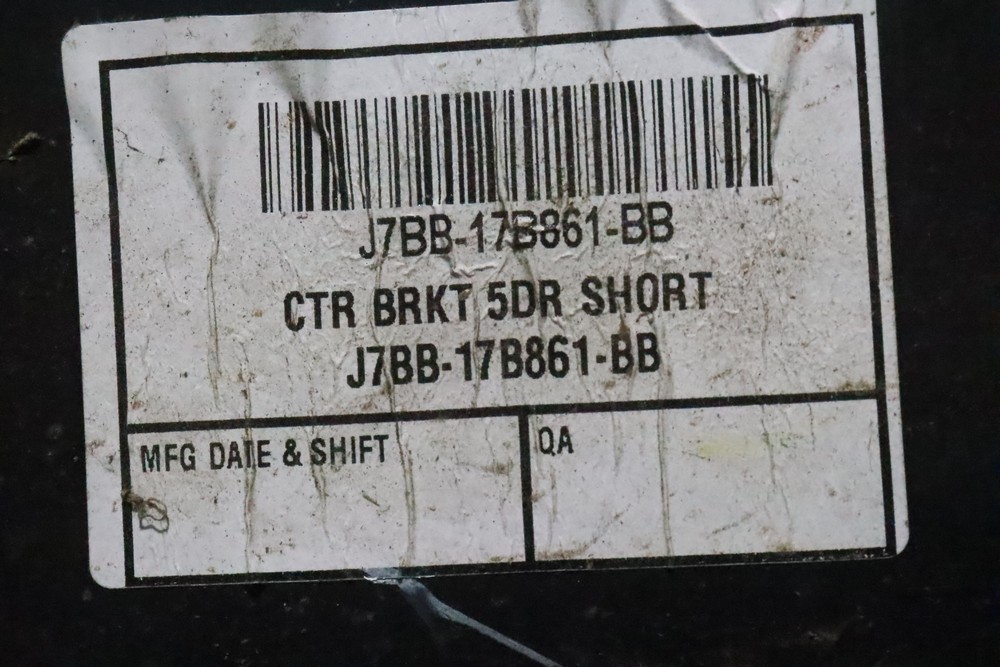 J7BB-17B861-BB
CTR BRKT 5DR SHORT
J7BB-17B861-BB
MFG DATE & SHIFT
QA